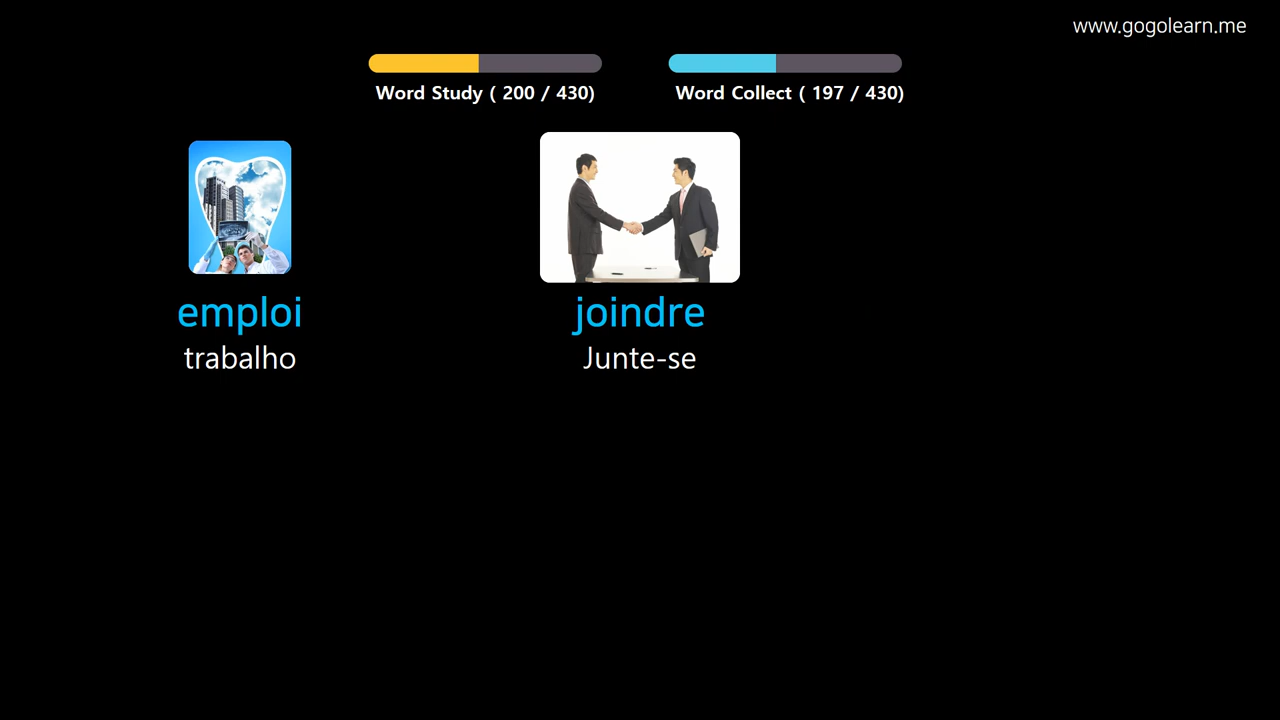 www.gogolearn.me
Word Study ( 200 / 430)
Word Collect ( 197 / 430)
emploi
joindre
trabalho
Junte-se